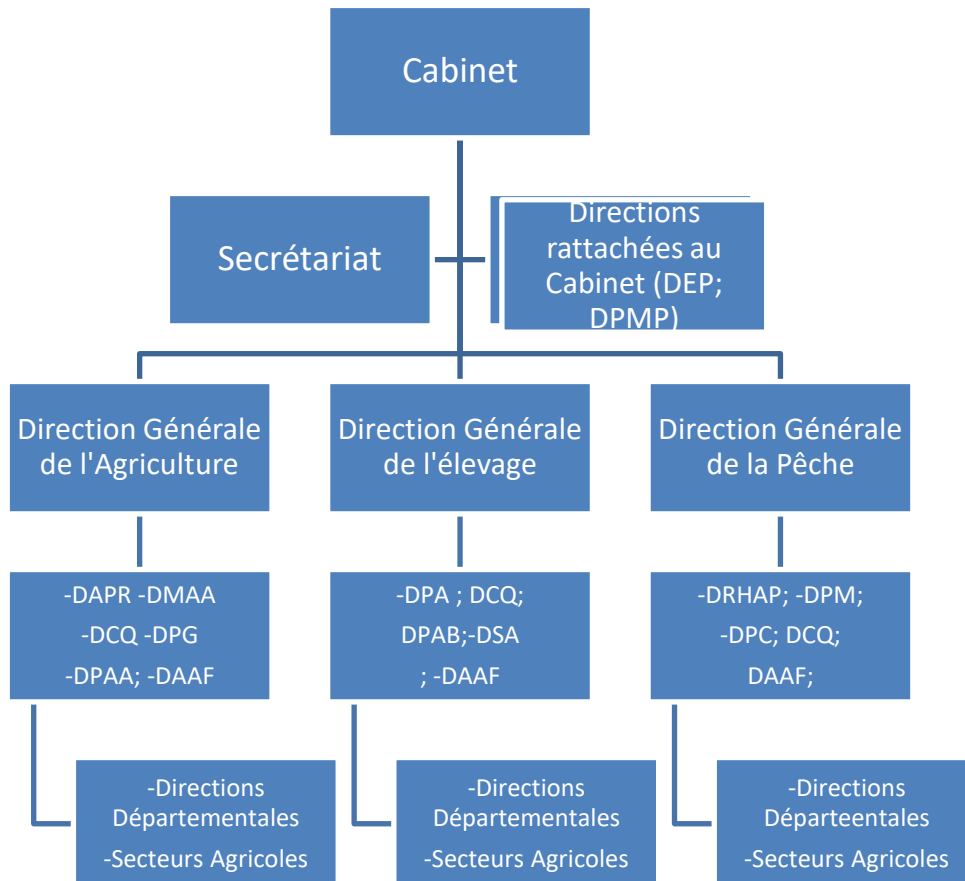 Cabinet
Secrétariat
Directions
rattachées au
Cabinet (DEP;
DPMP)
Direction Générale
de l'Agriculture
Direction Générale
de l'élevage
Direction Générale
de la Pêche
-DAPR -DMAA
-DCQ -DPG
-DPAA; -DAAF
-DPA ; DCQ;
DPAB;-DSA
; -DAAF
-DRHAP; -DPM;
-DPC; DCQ;
DAAF;
-Directions
Départementales
-Secteurs Agricoles
-Directions
Départementales
-Secteurs Agricoles
-Directions
Départeentales
-Secteurs Agricoles